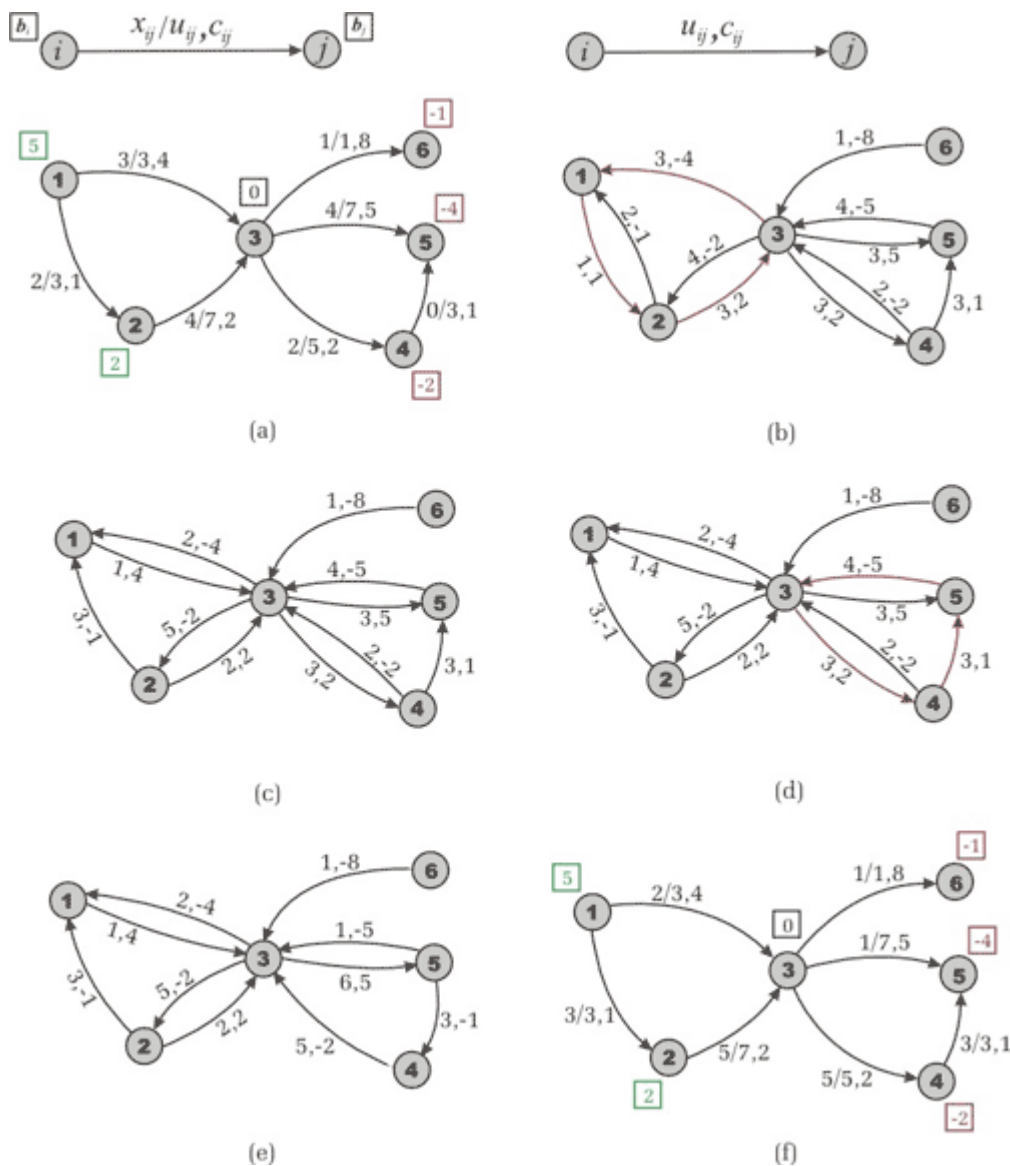 b_i x_ij/u_ij,c_ij b_j
i j
u_ij,c_ij
i j
5 -1
1 3/3,4 1/1,8 6
0 -4
3 4/7,5 5
2/3,1
2 4/7,2 2/5,2 0/3,1 4
2 -2
(a)
1 3,-4 1,-8 6
2,-1 4,-5
1,1 4,-2 3 3,5 5
2 3,2 3,2 2,-2 3,1
4
(b)
1 2,-4 1,-8 6
1,4 4,-5
3 3,5 5
3,-1 5,-2 2,-2
2 2,2 3,2 3,1
4
(c)
1 2,-4 1,-8 6
1,4 4,-5
3 3,5 5
3,-1 5,-2 2,-2
2 2,2 3,2 3,1
4
(d)
1 2,-4 1,-8 6
1,4 1,-5
3 6,5 5
3,-1 5,-2
2 2,2 5,-2 3,-1
4
(e)
5 -1
1 2/3,4 1/1,8 6
0 -4
3 1/7,5 5
3/3,1
2 5/7,2 5/5,2 3/3,1 4
2 -2
(f)